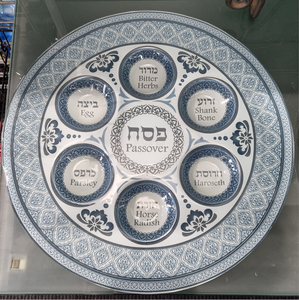 מרור
Bitter
Herbs
ביצה
Egg
זרוע
Shank
Bone
פסח
Passover
כרפס
Parsley
חרוסת
Haroseth
חזרת
Horse
Radish